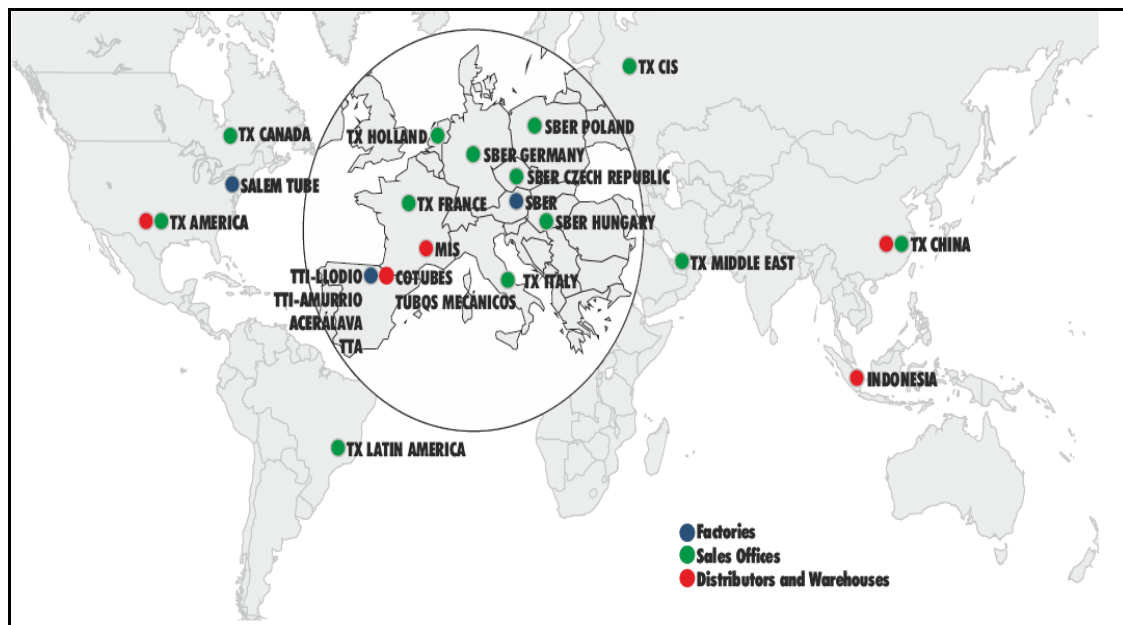 TX CIS
TX CANADA
TX HOLLAND
SBER POLAND
SBER GERMANY
SBER CZECH REPUBLIC
SALEM TUBE
TX FRANCE
SBER
TX AMERICA
SBER HUNGARY
MIS
TX CHINA
TX MIDDLE EAST
TTI-LLODIO
COTUBES
TX ITALY
TTI-AMURRIO
TUBOS MECÁNICOS
ACERALAVA
TTA
INDONESIA
TX LATIN AMERICA
Factories
Sales Offices
Distributors and Warehouses